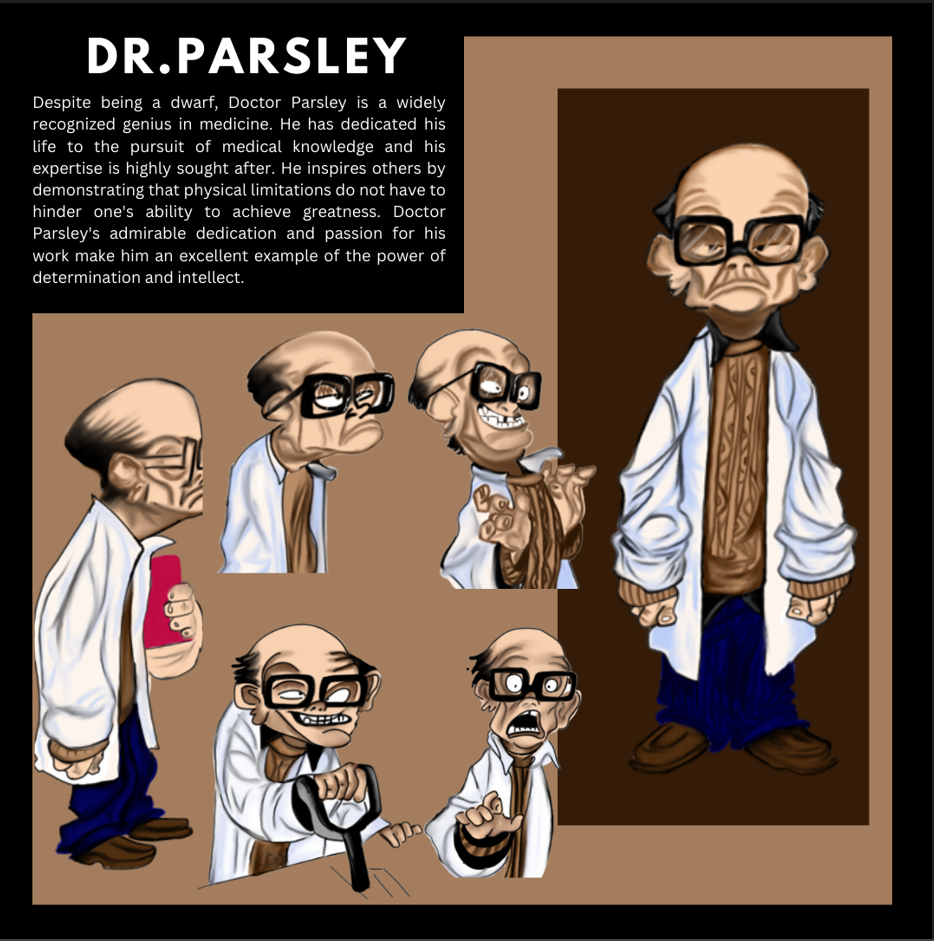 DR.PARSLEY
Despite being a dwarf, Doctor Parsley is a widely
recognized genius in medicine. He has dedicated his
life to the pursuit of medical knowledge and his
expertise is highly sought after. He inspires others by
demonstrating that physical limitations do not have to
hinder one's ability to achieve greatness. Doctor
Parsley's admirable dedication and passion for his
work make him an excellent example of the power of
determination and intellect.